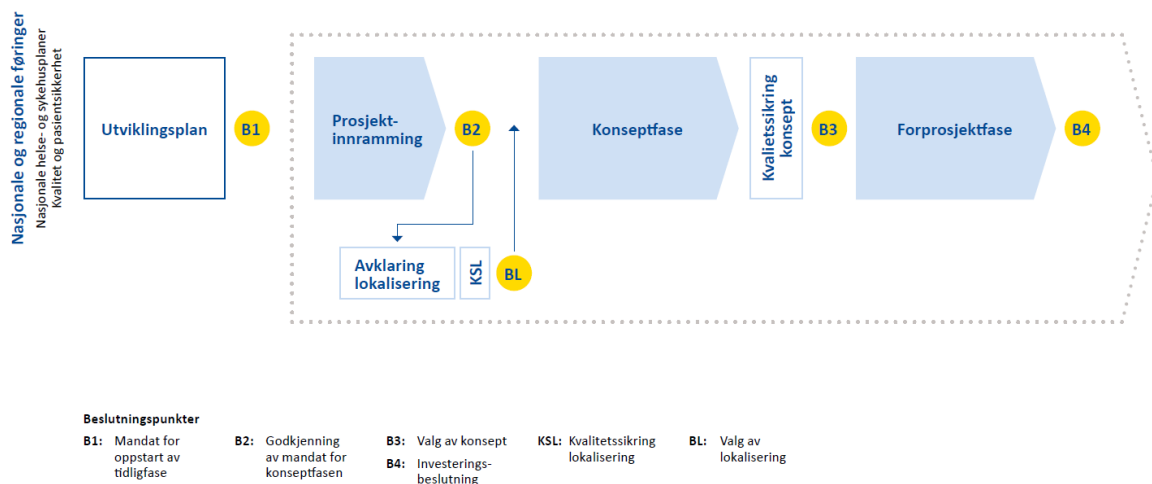 Nasjonale og regionale føringer
Nasjonale helse- og sykehusplaner
Kvalitet og pasientsikkerhet
Utviklingsplan
B1
Prosjekt-
innramming
B2
Avklaring
lokalisering
KSL
BL
Konseptfase
Kvalietssikring
konsept
B3
Forprosjektfase
B4
Beslutningspunkter
B1: Mandat for
oppstart av
tidligfase
B2: Godkjenning
av mandat for
konseptfasen
B3: Valg av konsept
B4: Investerings-
beslutning
KSL: Kvalitetssikring
lokalisering
BL: Valg av
lokalisering